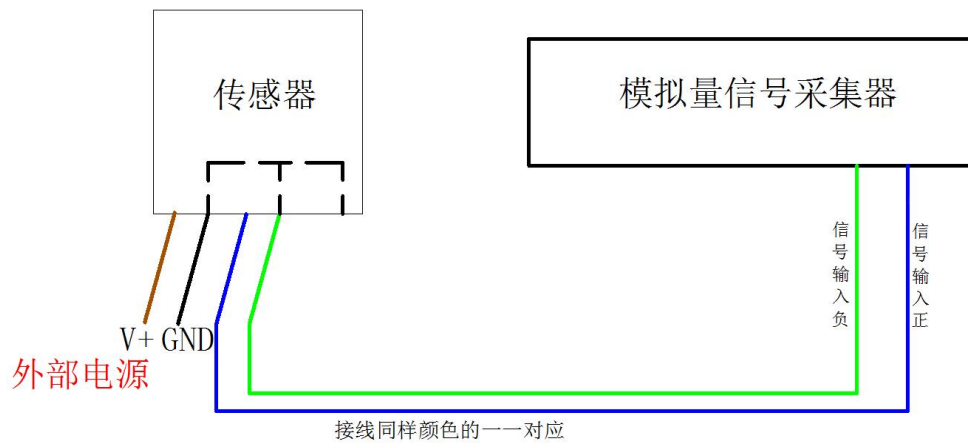 传感器
模拟量信号采集器
信号输入负
信号输入正
V+ GND
外部电源
接线同样颜色的一一对应